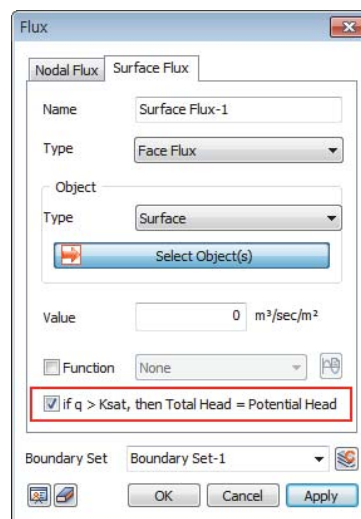 Flux
Nodal Flux Surface Flux
Name Surface Flux-1
Type Face Flux
Object
Type Surface
Select Object(s)
Value 0 m³/sec/m²
Function None
if q > Ksat, then Total Head = Potential Head
Boundary Set Boundary Set-1
OK Cancel Apply